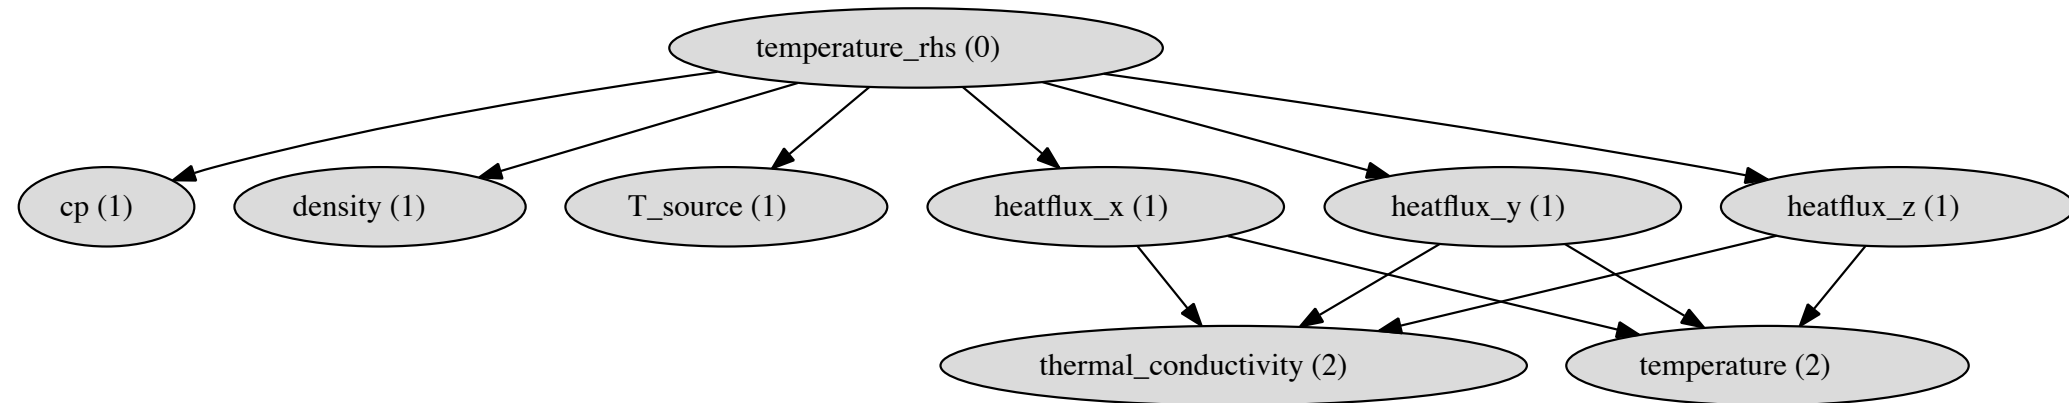 temperature_rhs (0)
cp (1)
density (1)
T_source (1)
heatflux_x (1)
heatflux_y (1)
heatflux_z (1)
thermal_conductivity (2)
temperature (2)